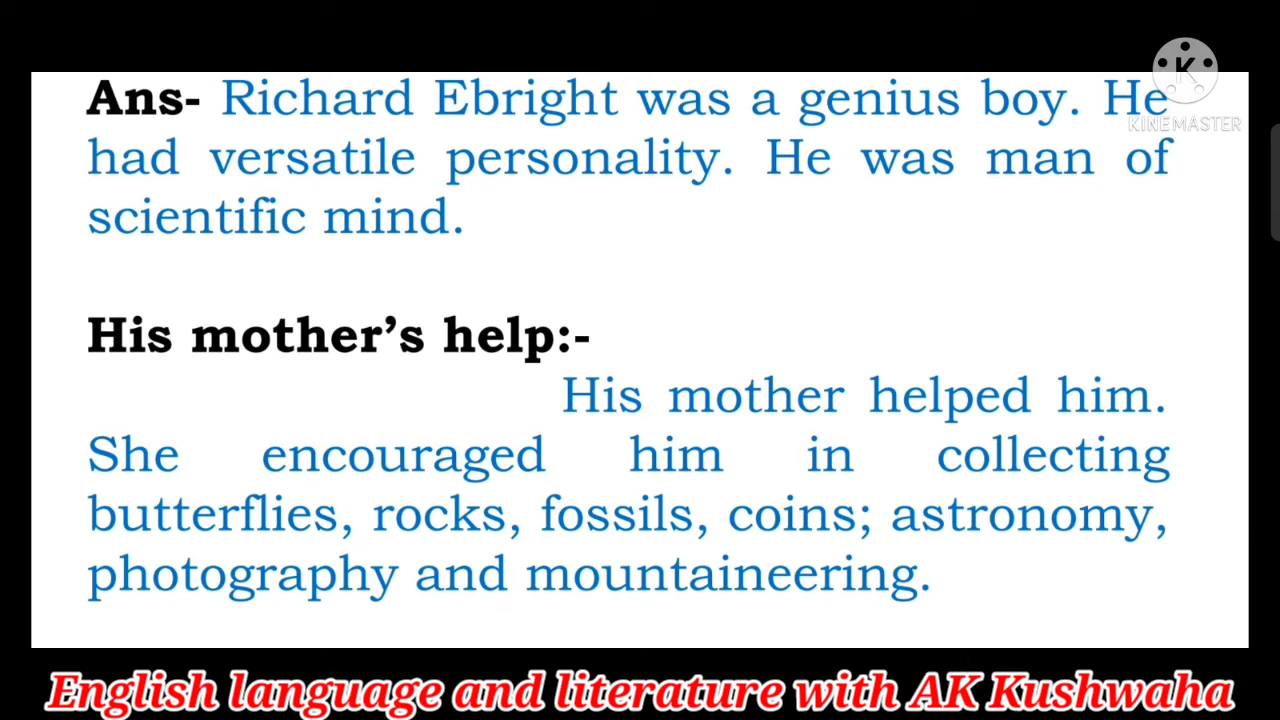 Ans- Richard Ebright was a genius boy. He
had versatile personality. He was man of
scientific mind.
His mother's help:-
His mother helped him.
She encouraged him in collecting
butterflies, rocks, fossils, coins; astronomy,
photography and mountaineering.
K
KINEMASTER
English language and literature with AK Kushwaha